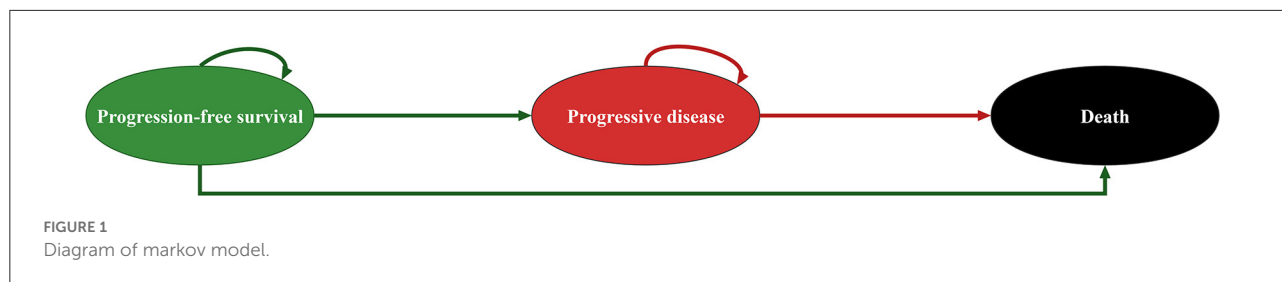 Progression-free survival
Progressive disease
Death
FIGURE 1
Diagram of markov model.